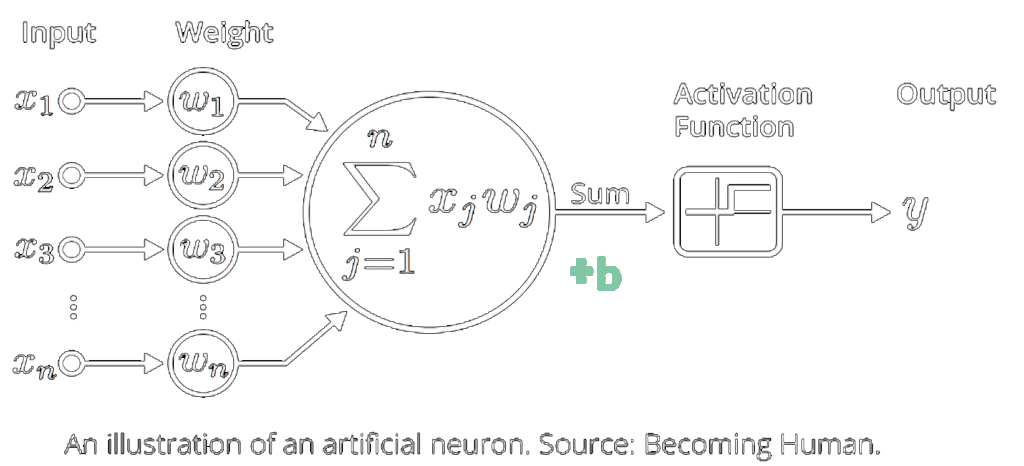 Input Weight
Activation Function
Output
x₁ w₁
x₂ w₂
x₃ w₃
⋮ ⋮
xₙ wₙ
n
∑ xⱼwⱼ
j=1
Sum
+b
y
An illustration of an artificial neuron. Source: Becoming Human.